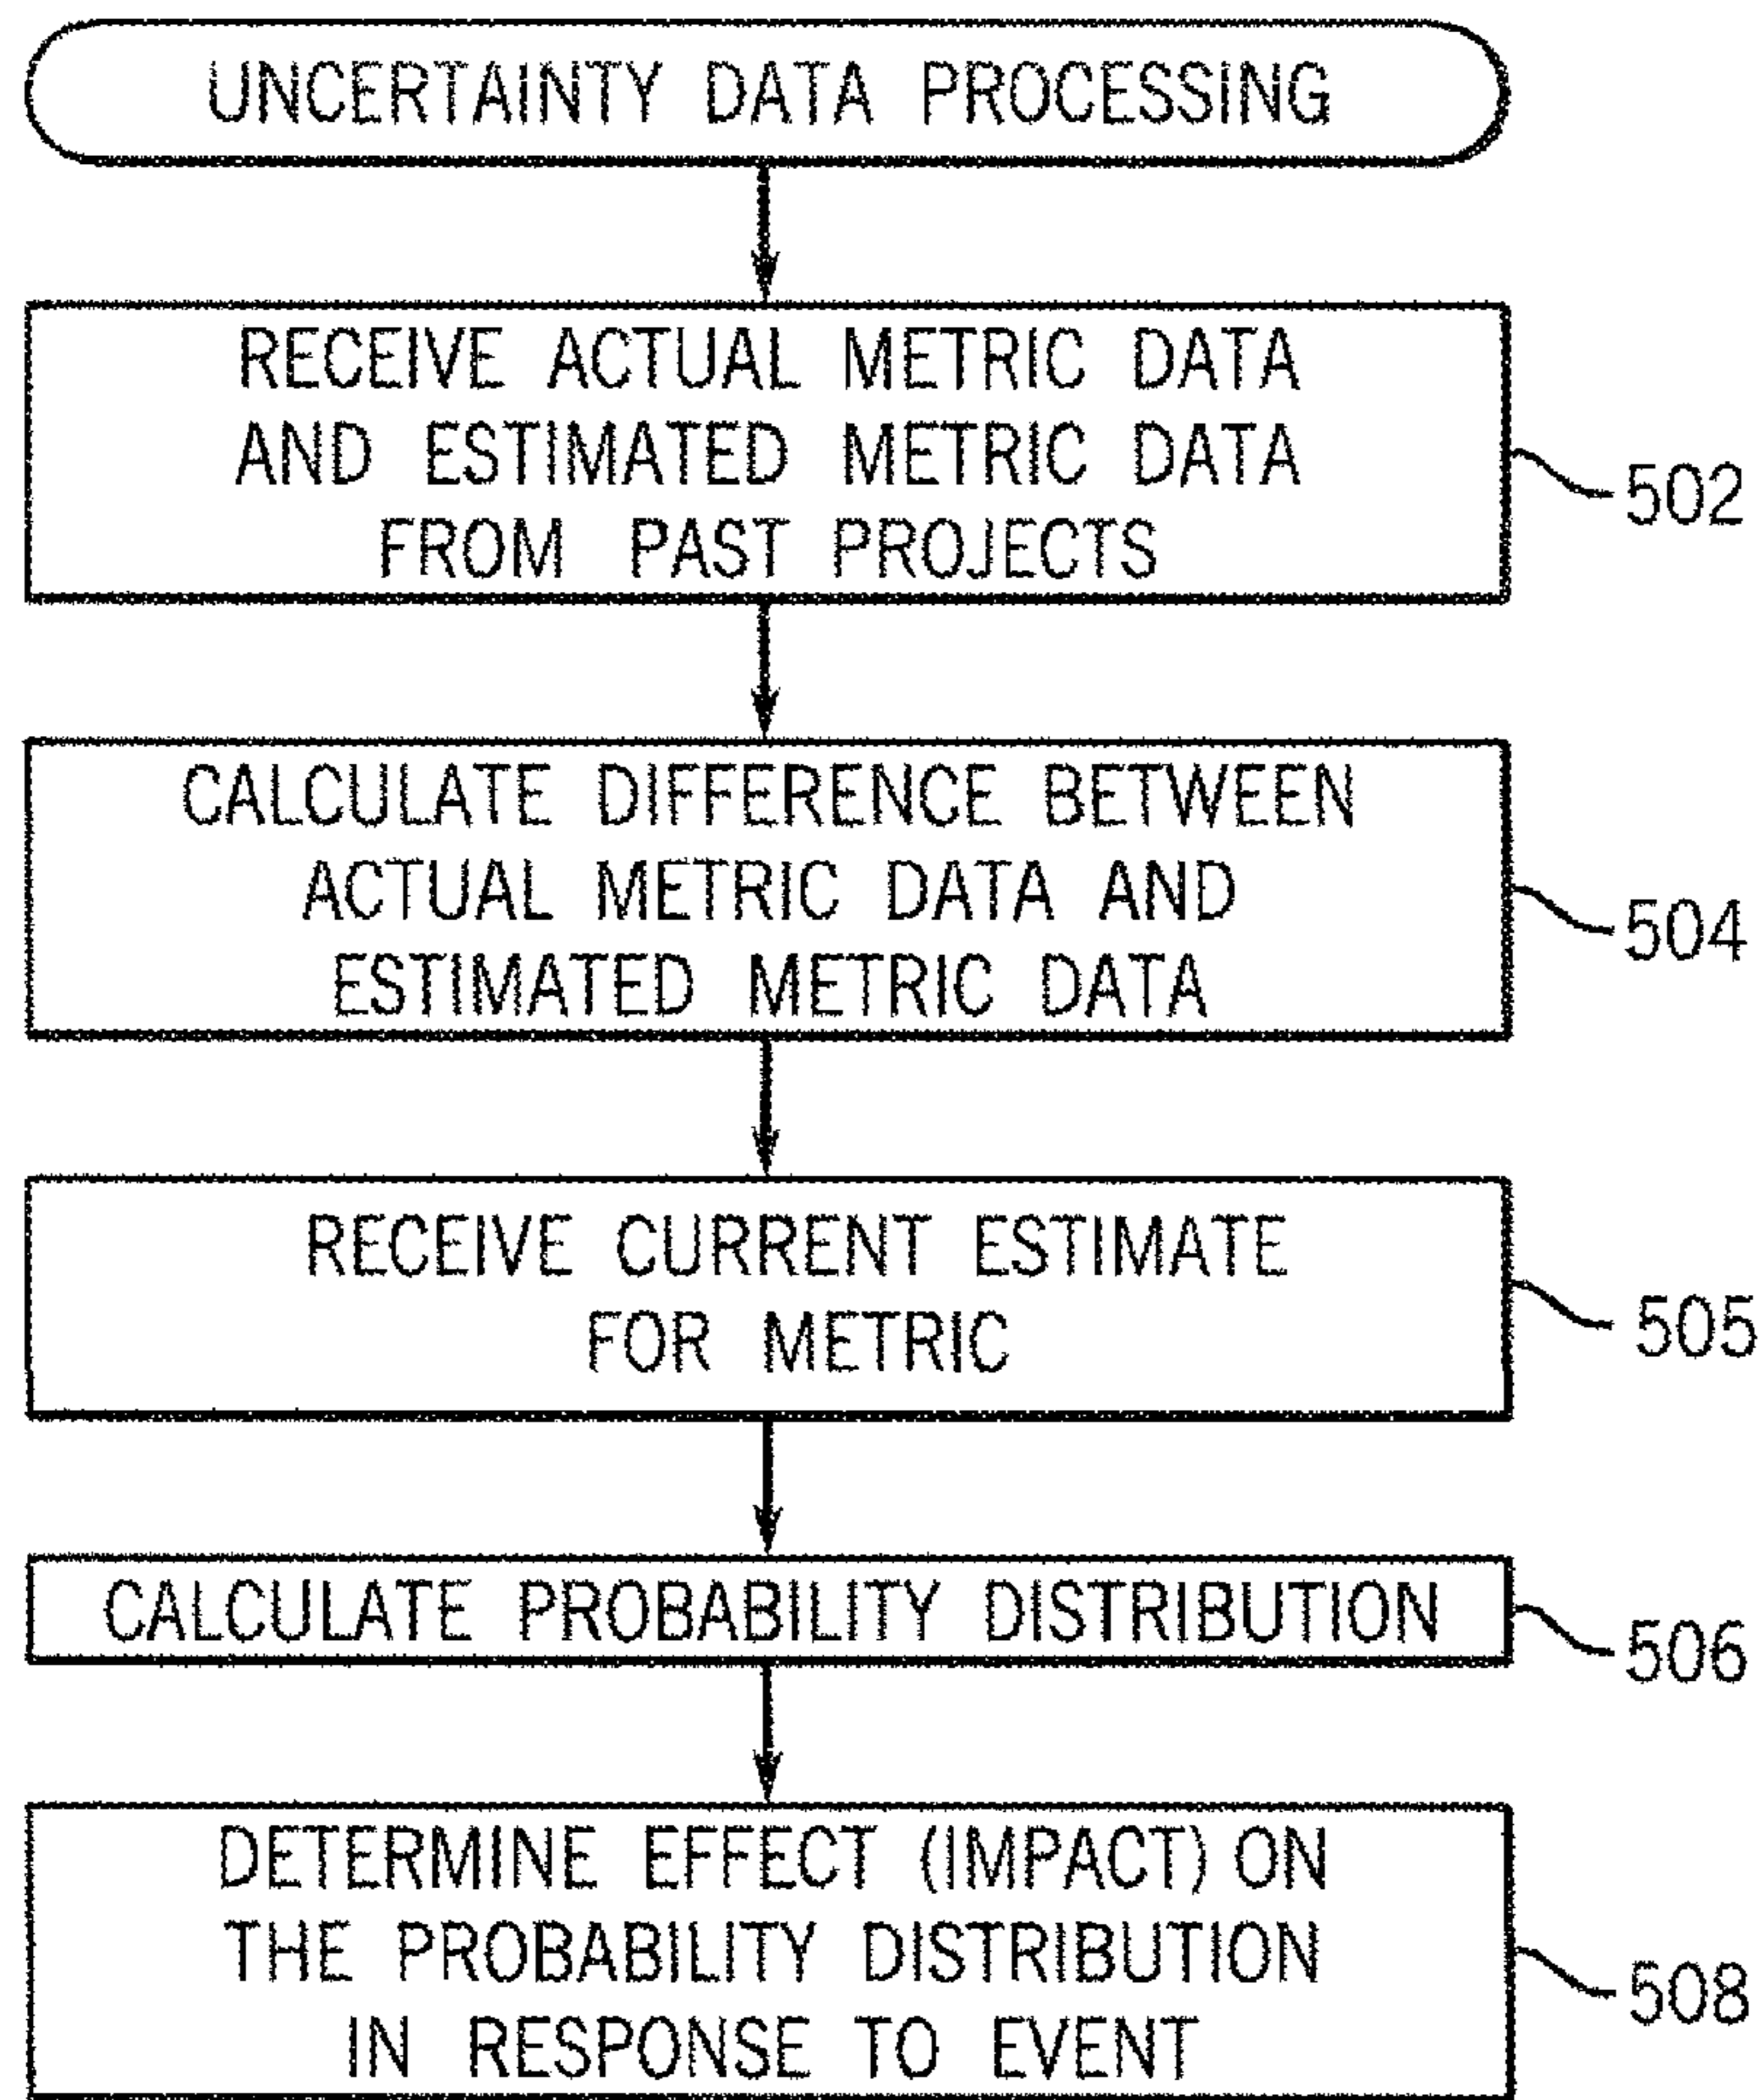 UNCERTAINTY DATA PROCESSING
RECEIVE ACTUAL METRIC DATA
AND ESTIMATED METRIC DATA
FROM PAST PROJECTS
502
CALCULATE DIFFERENCE BETWEEN
ACTUAL METRIC DATA AND
ESTIMATED METRIC DATA
504
RECEIVE CURRENT ESTIMATE
FOR METRIC
505
CALCULATE PROBABILITY DISTRIBUTION
506
DETERMINE EFFECT (IMPACT) ON
THE PROBABILITY DISTRIBUTION
IN RESPONSE TO EVENT
508